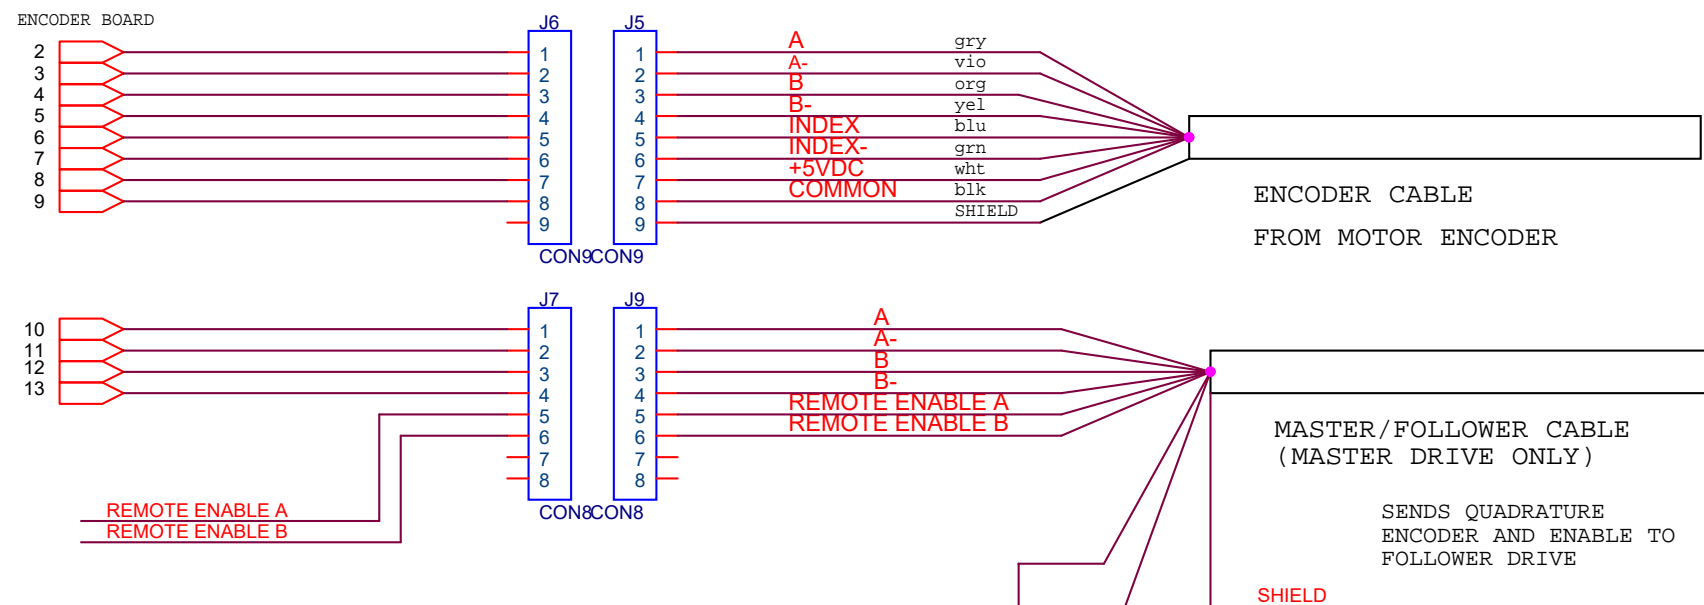 ENCODER BOARD
J6
J5
2
3
4
5
6
7
8
9
1
2
3
4
5
6
7
8
9
1
2
3
4
5
6
7
8
9
A gry
A- vio
B org
B- yel
INDEX blu
INDEX- grn
+5VDC wht
COMMON blk
SHIELD
CON9
CON9
ENCODER CABLE
FROM MOTOR ENCODER
J7
J9
10
11
12
13
1
2
3
4
5
6
7
8
1
2
3
4
5
6
7
8
A
A-
B
B-
REMOTE ENABLE A
REMOTE ENABLE B
CON8
CON8
REMOTE ENABLE A
REMOTE ENABLE B
MASTER/FOLLOWER CABLE
(MASTER DRIVE ONLY)
SENDS QUADRATURE
ENCODER AND ENABLE TO
FOLLOWER DRIVE
SHIELD